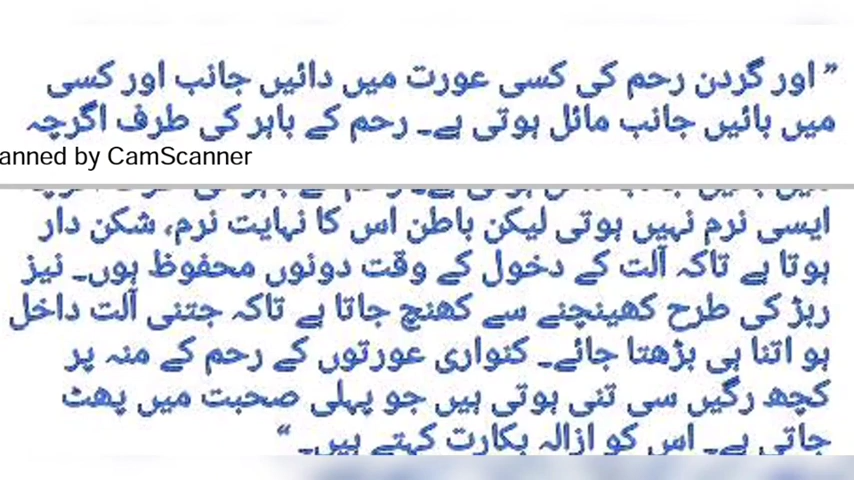 ” اور گردن رحم کی کسی عورت میں دائیں جانب اور کسی
میں بائیں جانب مائل ہوتی ہے۔ رحم کے باہر کی طرف اگرچہ
anned by CamScanner
ایسی نرم نہیں ہوتی لیکن باطن اس کا نہایت نرم، شکن دار
ہوتا ہے تاکہ آلت کے دخول کے وقت دونوں محفوظ ہوں۔ نیز
ربڑ کی طرح کھینچنے سے کھنچ جاتا ہے تاکہ جتنی آلت داخل
ہو اتنا ہی بڑھتا جائے۔ کنواری عورتوں کے رحم کے منہ پر
کچھ رگیں سی تنی ہوتی ہیں جو پہلی صحبت میں پھٹ
جاتی ہے۔ اس کو ازالہ بکارت کہتے ہیں۔ “